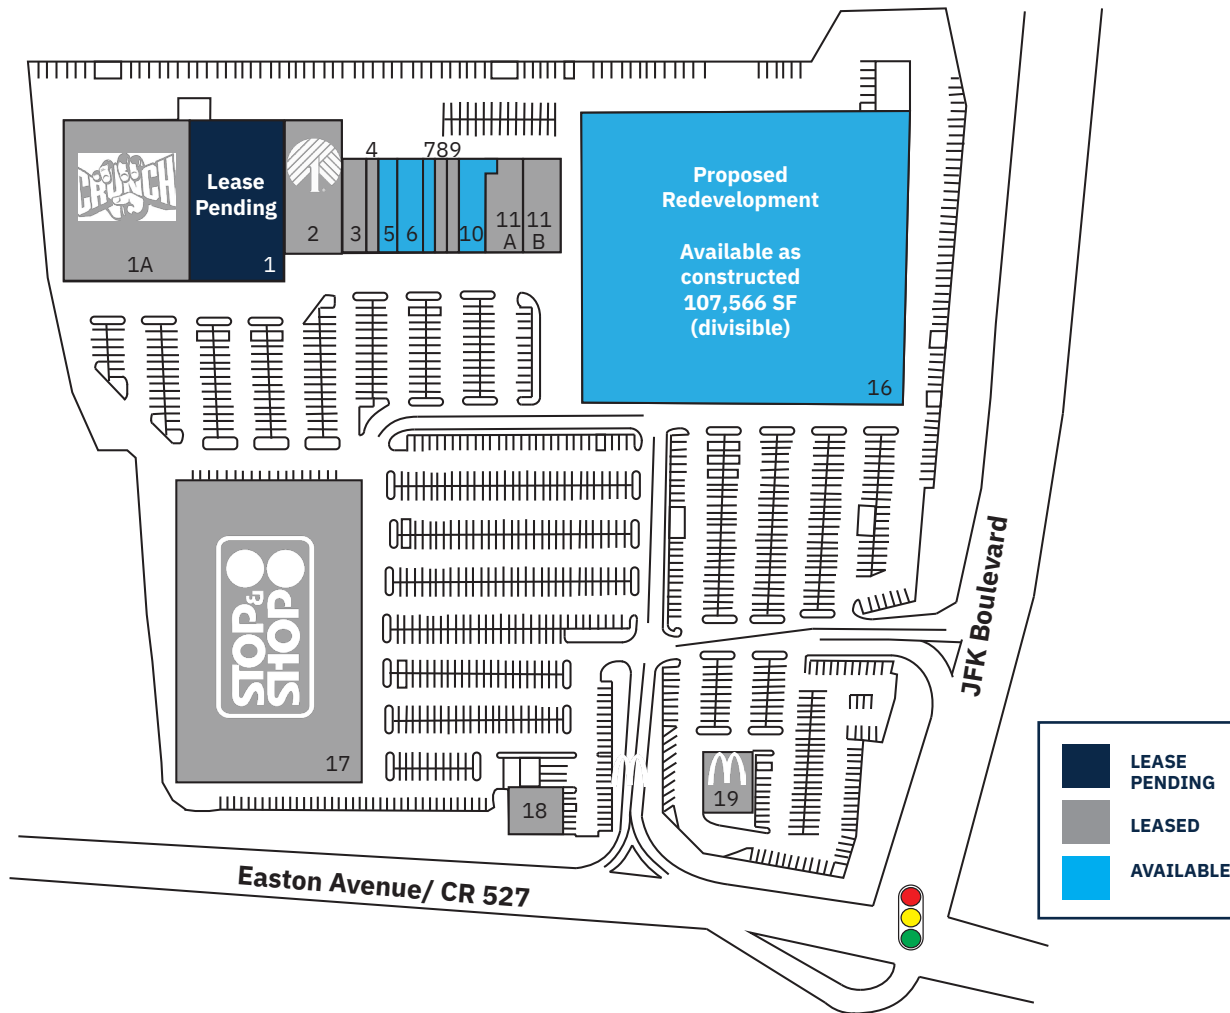 CRUNCH
1A
Lease
Pending
1
2
3
4
5
6
789
10
11
A
11
B
Proposed
Redevelopment
Available as
constructed
107,566 SF
(divisible)
16
STOP&
SHOP
17
18
19
JFK Boulevard
Easton Avenue/ CR 527
LEASE
PENDING
LEASED
AVAILABLE